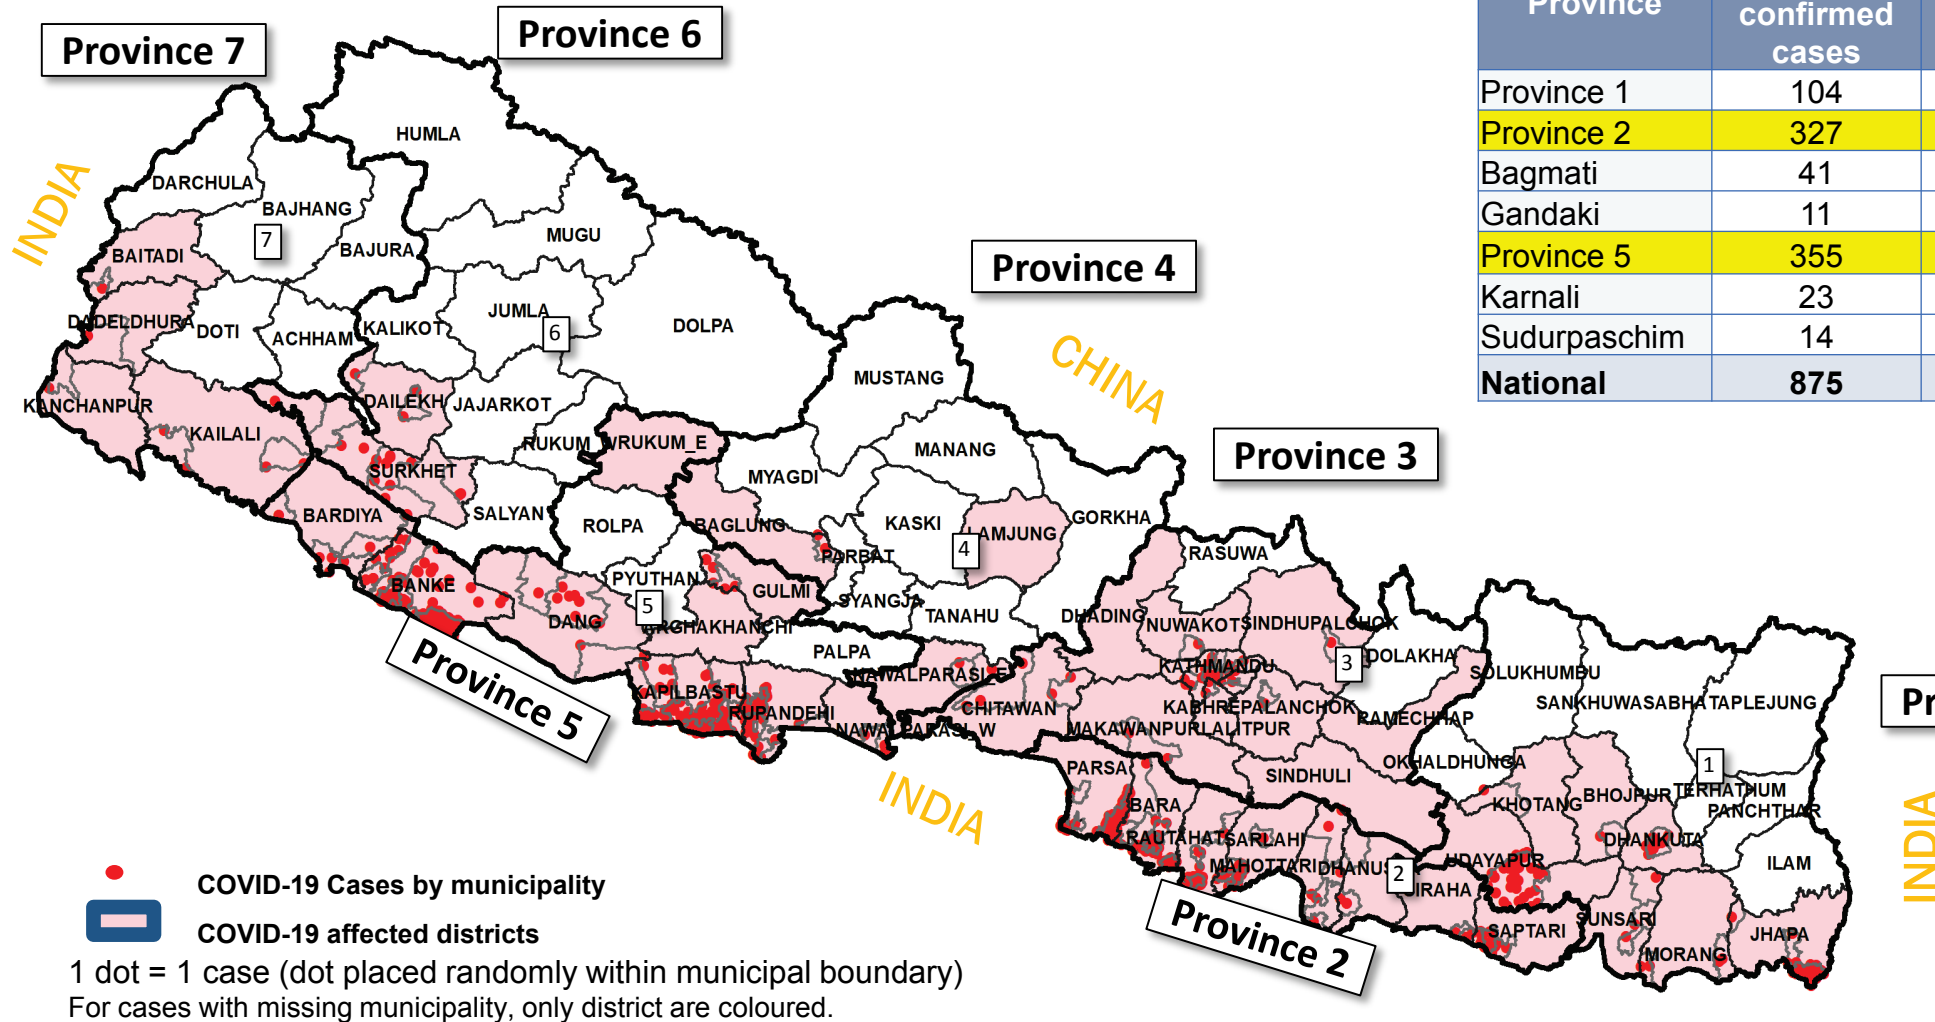 Province 7
Province 6
Province
confirmed
cases
Province 1 104
Province 2 327
Bagmati 41
Gandaki 11
Province 5 355
Karnali 23
Sudurpaschim 14
National 875
HUMLA
DARCHULA
BAJHANG
7
BAJURA
MUGU
INDIA
BAITADI
Province 4
DADELDHURA
DOTI
ACHHAM
KALIKOT
JUMLA
6
DOLPA
CHINA
MUSTANG
KANCHANPUR
KAILALI
DAILEKH
JAJARKOT
RUKUM_W
RUKUM_E
MANANG
Province 3
SURKHET
MYAGDI
BARDIYA
SALYAN
ROLPA
BAGLUNG
KASKI
4
LAMJUNG
GORKHA
RASUWA
PARBAT
BANKE
PYUTHAN
5
GULMI
SYANGJA
TANAHU
DHADING
NUWAKOT
SINDHUPALCHOK
DANG
ARGHAKHANCHI
PALPA
3
DOLAKHA
Province 5
KATHMANDU
NAWALPARASI_E
SOLUKHUMBU
KAPILBASTU
RUPANDEHI
CHITAWAN
KABHREPALANCHOK
RAMECHHAP
SANKHUWASABHA
TAPLEJUNG
Pr
NAWALPARASI_W
MAKAWANPUR
LALITPUR
OKHALDHUNGA
1
INDIA
PARSA
SINDHULI
BARA
KHOTANG
BHOJPUR
TERHATHUM
PANCHTHAR
RAUTAHAT
SARLAHI
DHANKUTA
MAHOTTARI
DHANUS
2
UDAYAPUR
ILAM
INDIA
IRAHA
Province 2
SAPTARI
SUNSARI
MORANG
JHAPA
COVID-19 Cases by municipality
COVID-19 affected districts
1 dot = 1 case (dot placed randomly within municipal boundary)
For cases with missing municipality, only district are coloured.